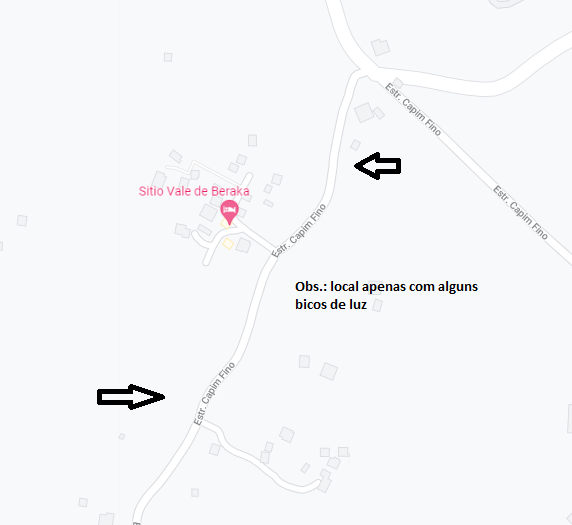 Estr. Capim Fino
Estr. Capim Fino
Sítio Vale de Beraka
Estr. Capim Fino
Obs.: local apenas com alguns
bicos de luz
Estr. Capim Fino